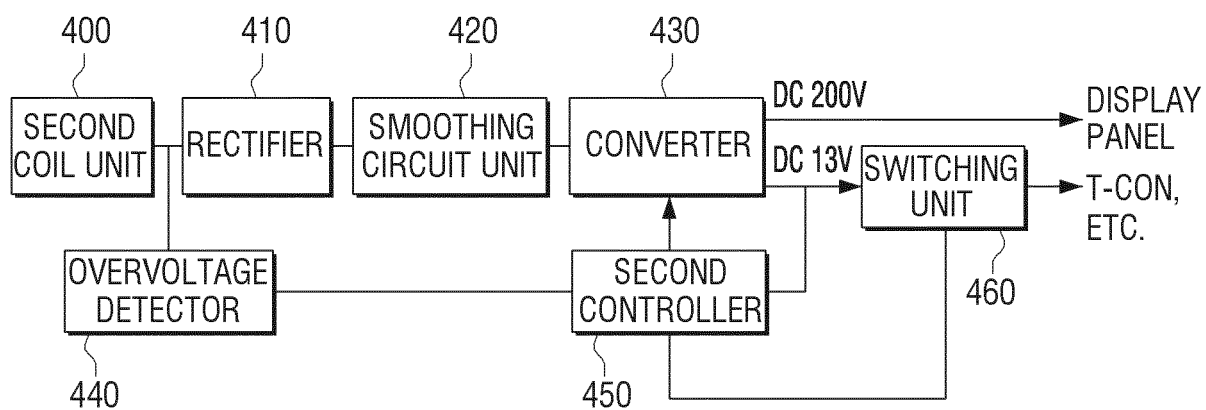 400
410
420
430
SECOND
COIL UNIT
RECTIFIER
SMOOTHING
CIRCUIT UNIT
CONVERTER
DC 200V
DISPLAY
PANEL
DC 13V
SWITCHING
UNIT
T-CON,
ETC.
OVERVOLTAGE
DETECTOR
SECOND
CONTROLLER
460
440
450